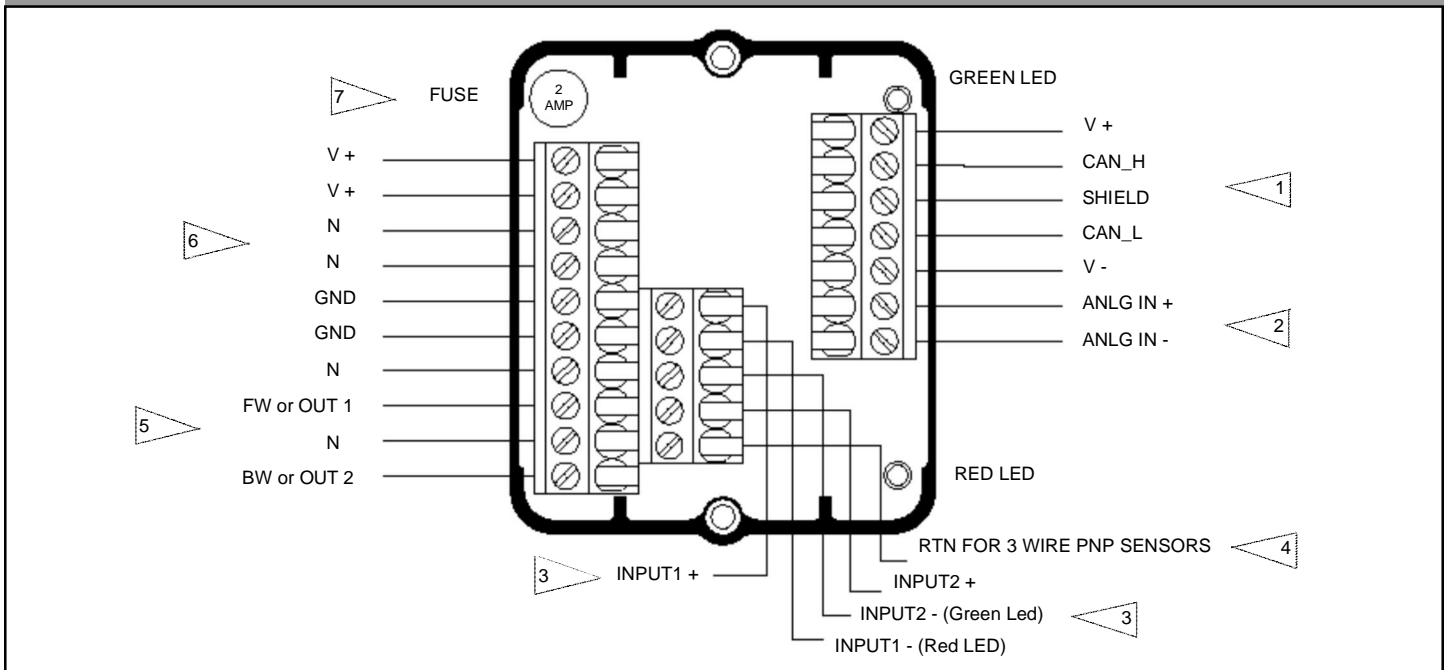 7
FUSE
2
AMP
GREEN LED
V +
V +
N
N
GND
GND
N
FW or OUT 1
N
BW or OUT 2
6
5
V +
CAN_H
SHIELD
CAN_L
V -
ANLG IN +
ANLG IN -
1
2
RED LED
RTN FOR 3 WIRE PNP SENSORS
4
3
INPUT1 +
INPUT2 +
INPUT2 - (Green Led)
3
INPUT1 - (Red LED)